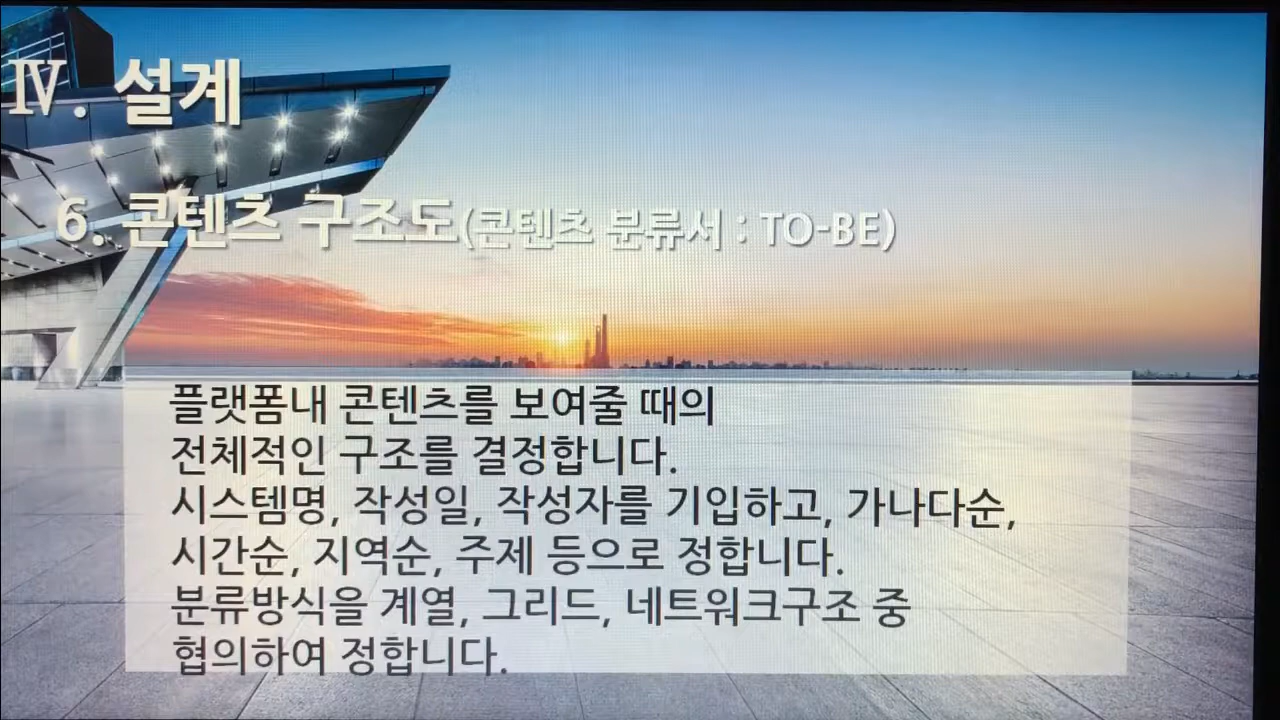 Ⅳ. 설계
6. 콘텐츠 구조도(콘텐츠 분류서 : TO-BE)
플랫폼내 콘텐츠를 보여줄 때의
전체적인 구조를 결정합니다.
시스템명, 작성일, 작성자를 기입하고, 가나다순,
시간순, 지역순, 주제 등으로 정합니다.
분류방식을 계열, 그리드, 네트워크구조 중
협의하여 정합니다.